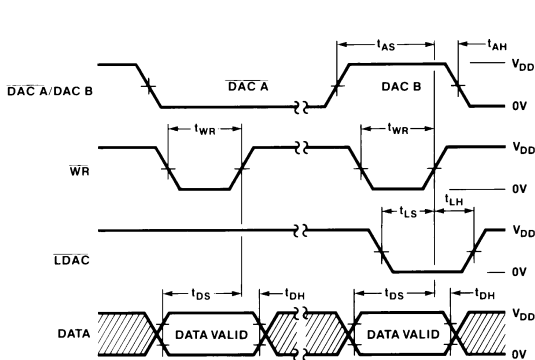 tAS
tAH
VDD
DAC A/DAC B
DAC A
DAC B
0V
tWR
tWR
VDD
WR
0V
tLS
tLH
LDAC
VDD
0V
tDS
tDH
tDS
tDH
VDD
DATA
DATA VALID
DATA VALID
0V